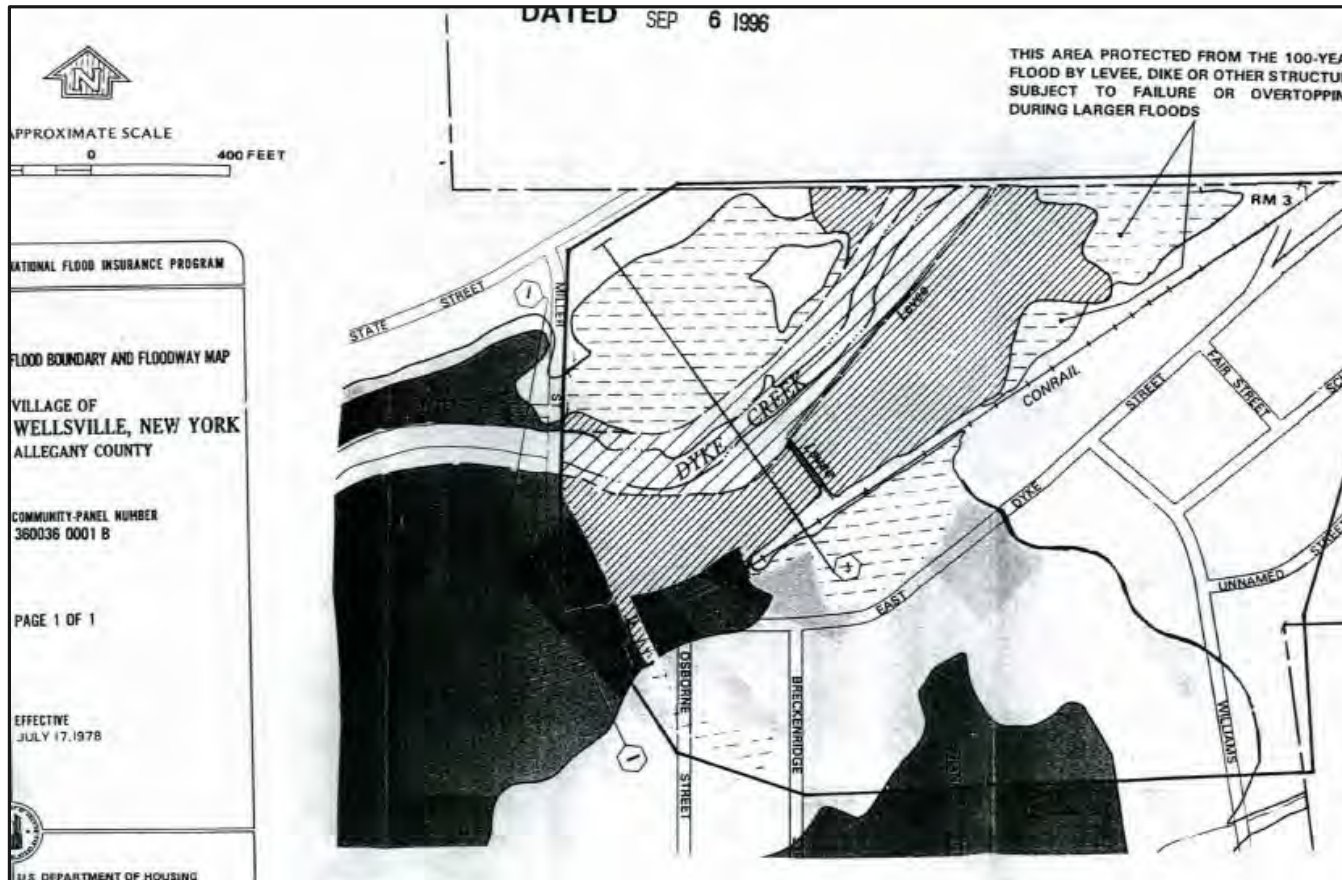 DATED SEP 6 1996
N
APPROXIMATE SCALE
0 400 FEET
THIS AREA PROTECTED FROM THE 100-YEA
FLOOD BY LEVEE, DIKE OR OTHER STRUCTU
SUBJECT TO FAILURE OR OVERTOPPIN
DURING LARGER FLOODS
RM 3
NATIONAL FLOOD INSURANCE PROGRAM
FLOOD BOUNDARY AND FLOODWAY MAP
VILLAGE OF
WELLSVILLE, NEW YORK
ALLEGANY COUNTY
COMMUNITY-PANEL NUMBER
360036 0001 B
PAGE 1 OF 1
EFFECTIVE
JULY 17, 1978
U.S. DEPARTMENT OF HOUSING
STATE STREET
MILLER S
Levee
DYKE CREEK
Levee
CONRAIL
EAST DYKE STREET
FAIR STREET
UNNAMED STREE
WILLIAMS
OSBORNE STREET
BRECKENRIDGE ST